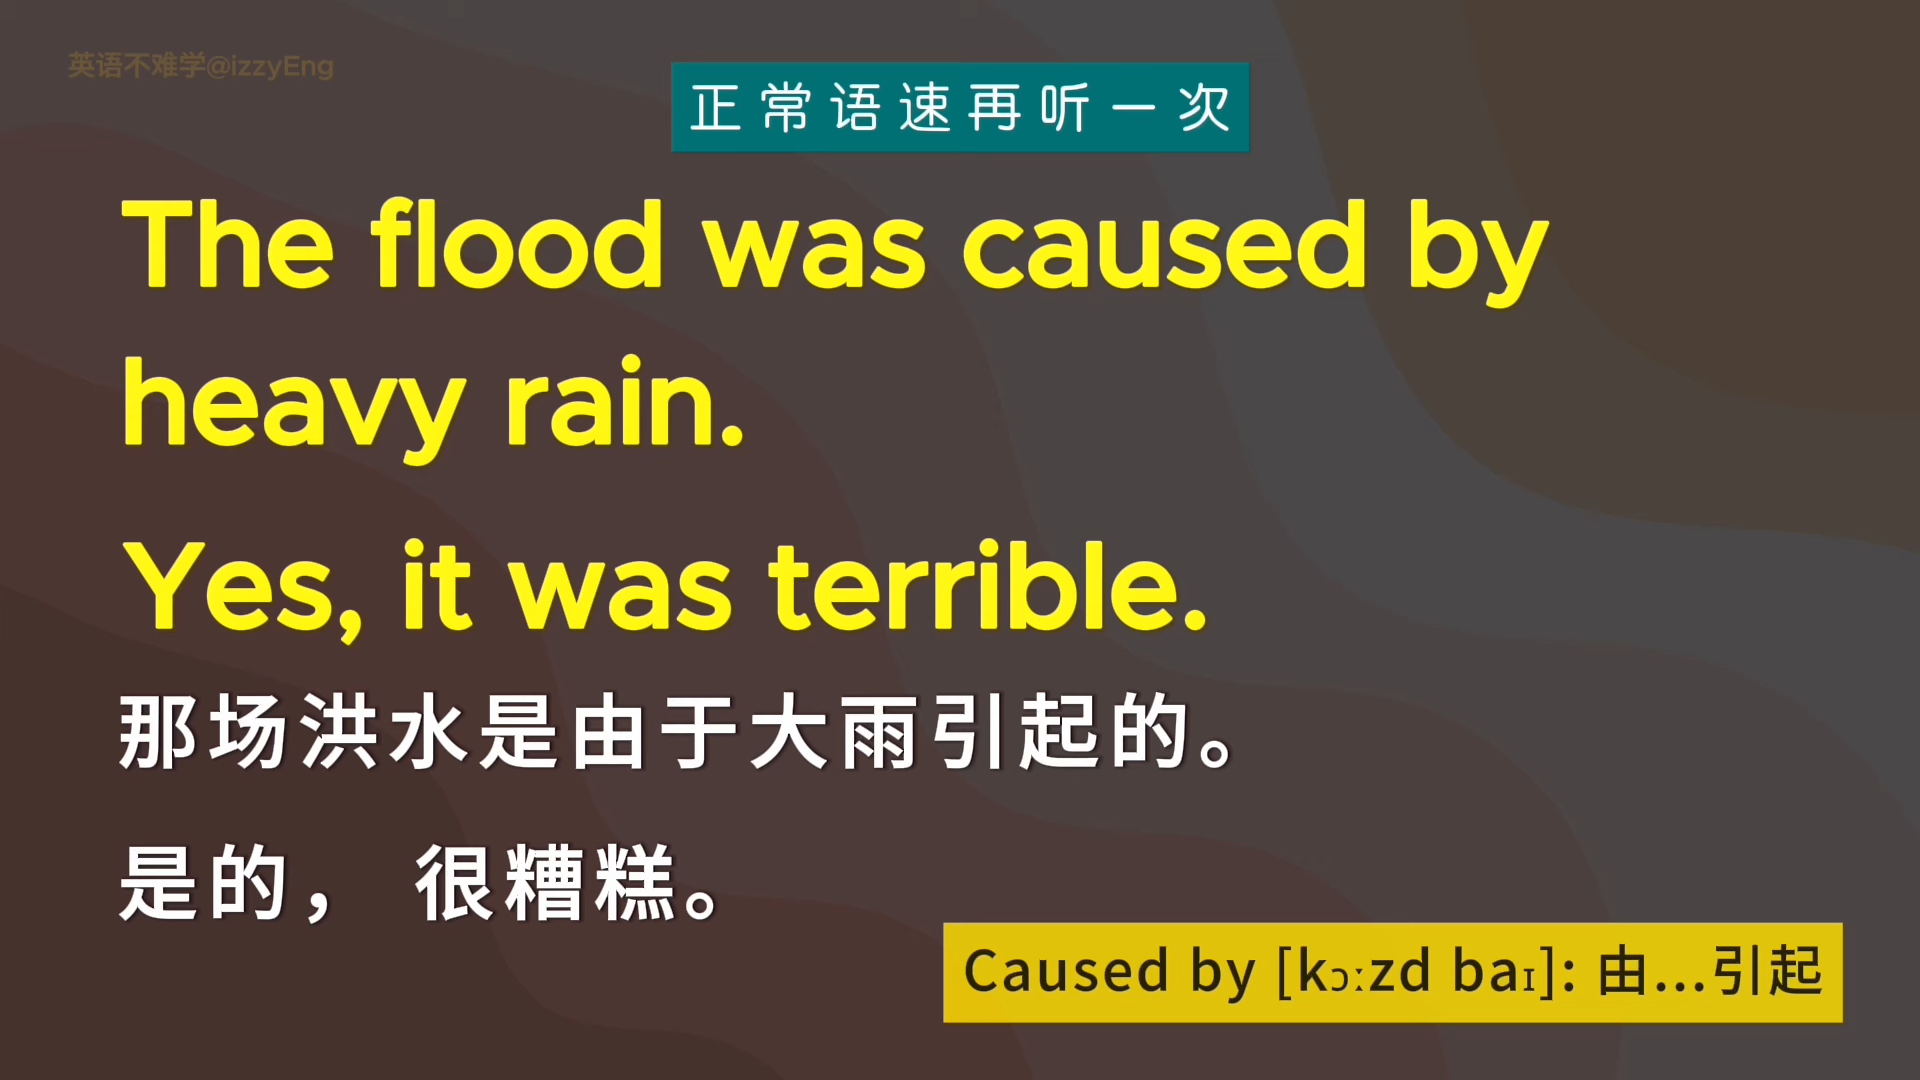 英语不难学@izzyEng
正常语速再听一次
The flood was caused by
heavy rain.
Yes, it was terrible.
那场洪水是由于大雨引起的。
是的， 很糟糕。
Caused by [kɔːzd baɪ]: 由...引起